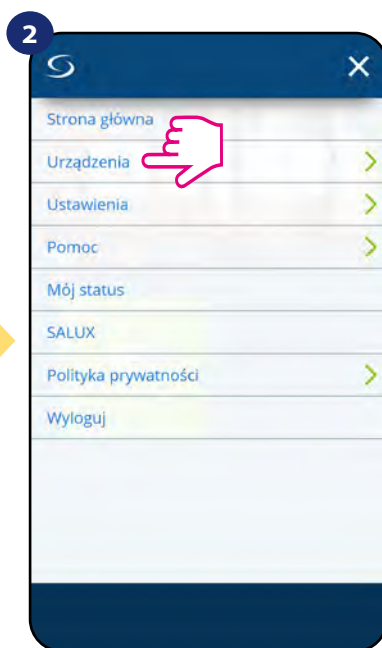 2
Strona główna
Urządzenia
Ustawienia
Pomoc
Mój status
SALUX
Polityka prywatności
Wyloguj